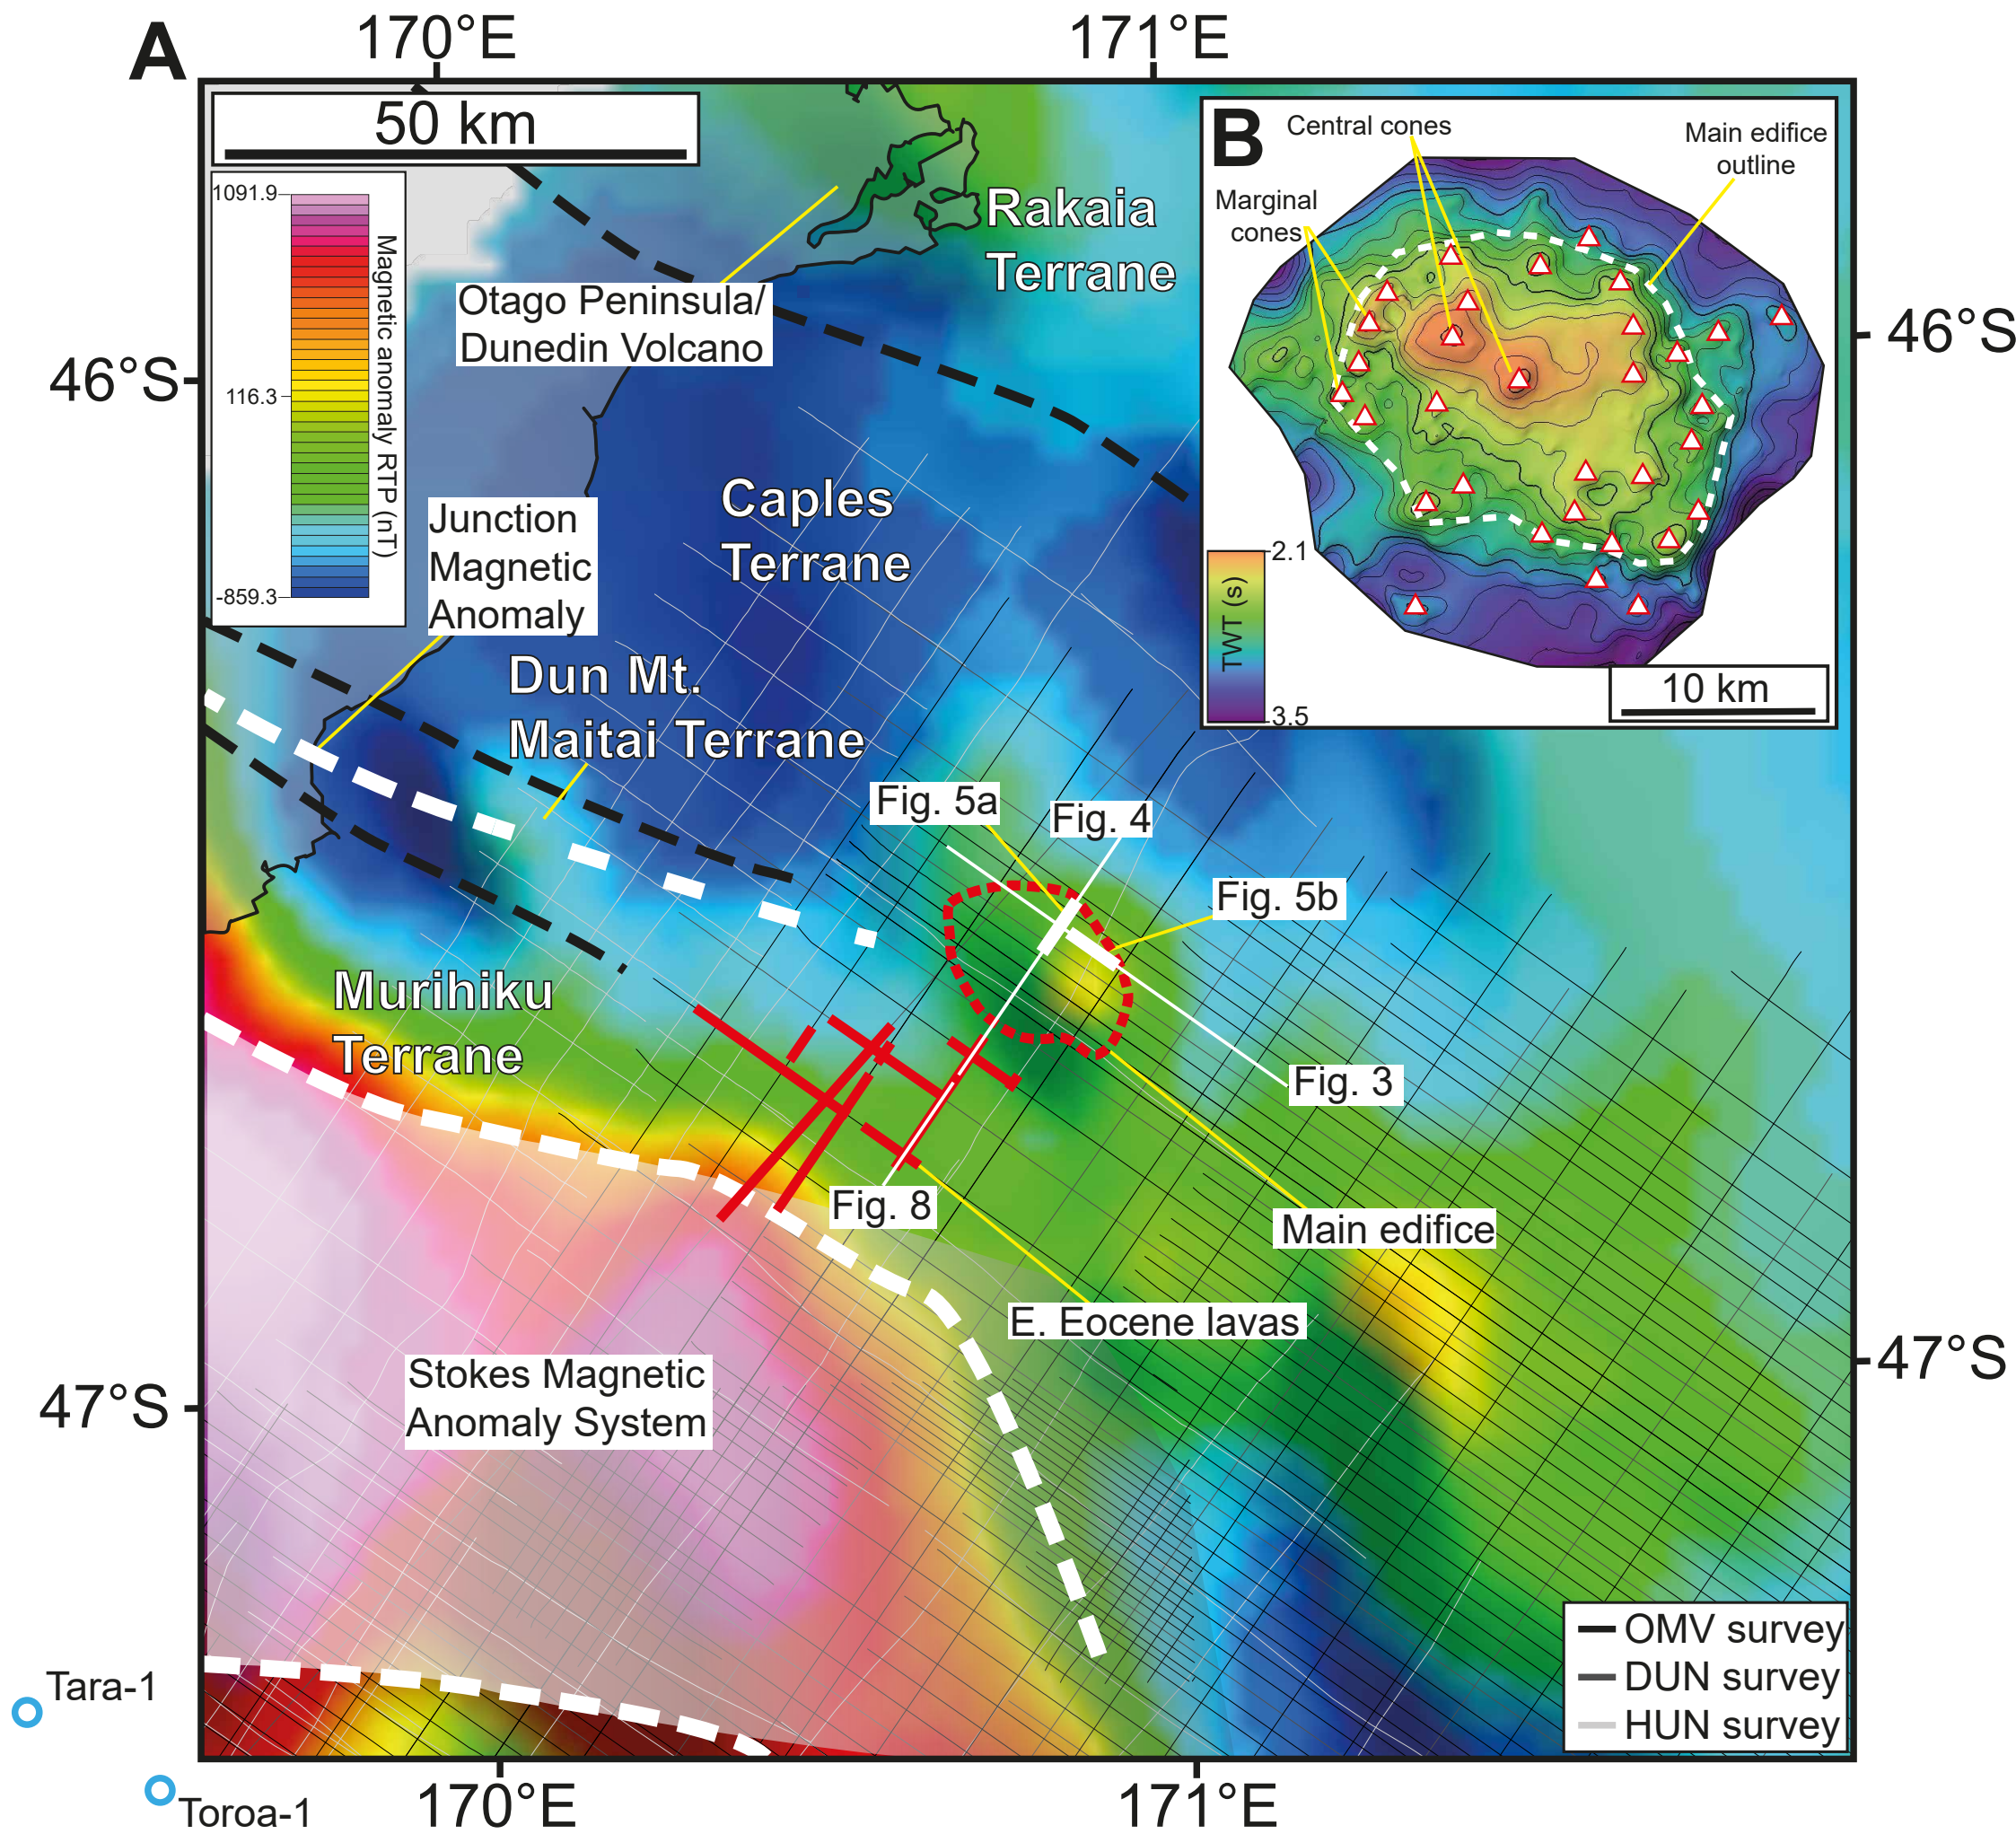 A
170°E
171°E
50 km
1091.9
116.3
-859.3
Magnetic anomaly RTP (nT)
46°S
46°S
47°S
47°S
Rakaia
Terrane
Otago Peninsula/
Dunedin Volcano
Caples
Terrane
Junction
Magnetic
Anomaly
Dun Mt.
Maitai Terrane
Murihiku
Terrane
Fig. 5a
Fig. 4
Fig. 5b
Fig. 3
Fig. 8
Main edifice
E. Eocene lavas
Stokes Magnetic
Anomaly System
B
Central cones
Main edifice
outline
Marginal
cones
2.1
TWT (s)
3.5
10 km
OMV survey
DUN survey
HUN survey
Tara-1
Toroa-1
170°E
171°E